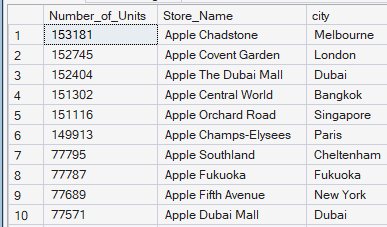 Number_of_Units Store_Name city
1 153181 Apple Chadstone Melbourne
2 152745 Apple Covent Garden London
3 152404 Apple The Dubai Mall Dubai
4 151302 Apple Central World Bangkok
5 151116 Apple Orchard Road Singapore
6 149913 Apple Champs-Elysees Paris
7 77795 Apple Southland Cheltenham
8 77787 Apple Fukuoka Fukuoka
9 77689 Apple Fifth Avenue New York
10 77571 Apple Dubai Mall Dubai